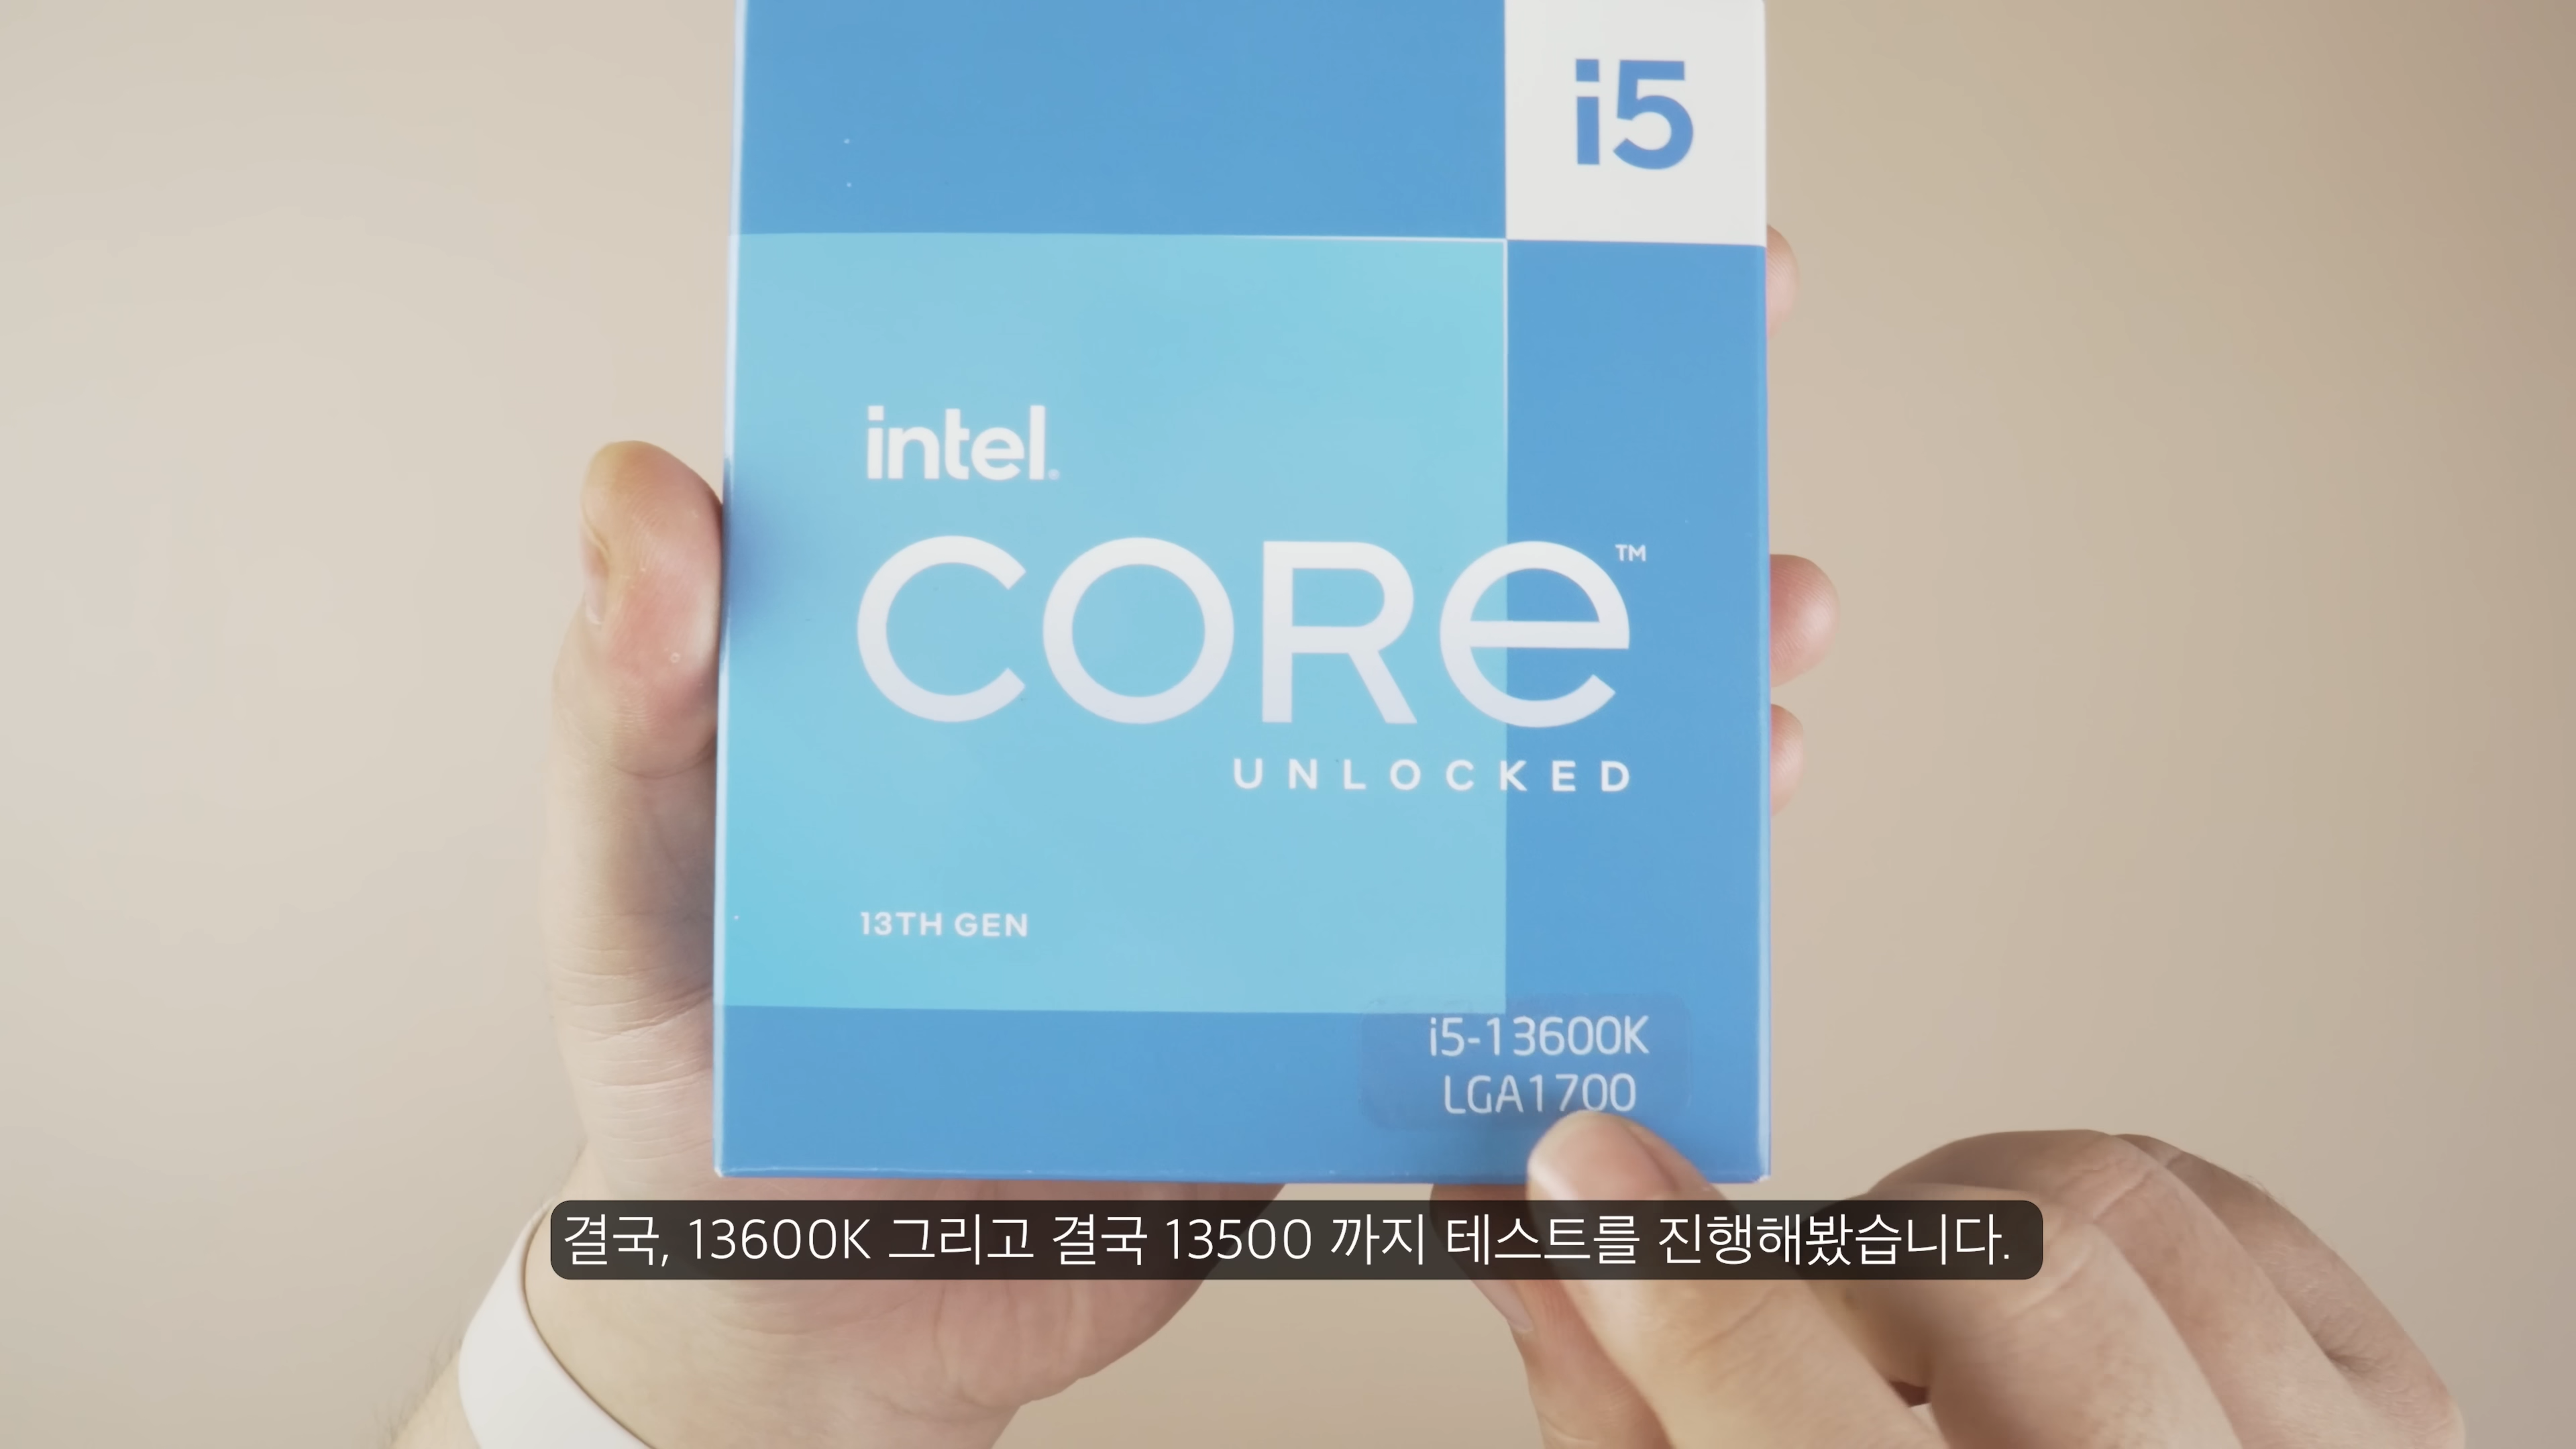 i5
intel.
CORe™
UNLOCKED
13TH GEN
i5-13600K
LGA1700
결국, 13600K 그리고 결국 13500 까지 테스트를 진행해봤습니다.